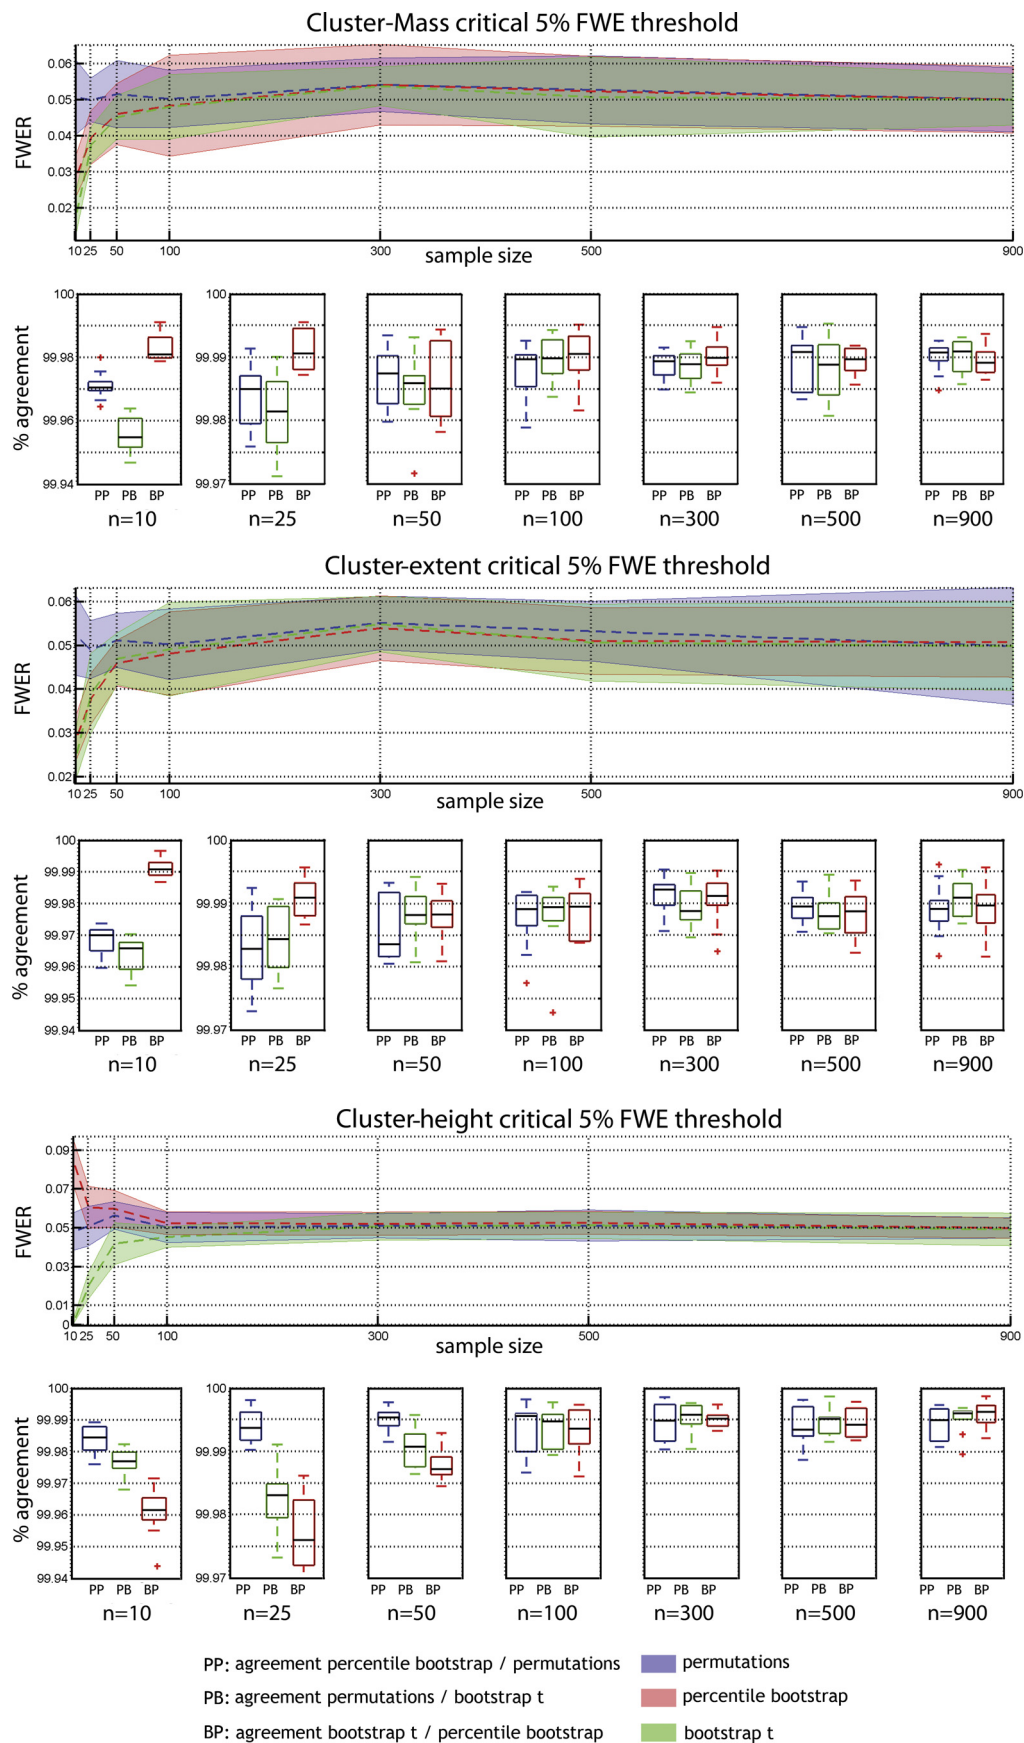 Cluster-Mass critical 5% FWE threshold
FWER
0.06
0.05
0.04
0.03
0.02
10 25 50 100 300 500 900
sample size
% agreement
100
99.98
99.96
99.94
100
99.99
99.98
99.97
PP PB BP PP PB BP PP PB BP PP PB BP PP PB BP PP PB BP PP PB BP
n=10 n=25 n=50 n=100 n=300 n=500 n=900
Cluster-extent critical 5% FWE threshold
FWER
0.06
0.05
0.04
0.03
0.02
10 25 50 100 300 500 900
sample size
% agreement
100
99.99
99.98
99.97
99.96
99.95
99.94
100
99.99
99.98
99.97
PP PB BP PP PB BP PP PB BP PP PB BP PP PB BP PP PB BP PP PB BP
n=10 n=25 n=50 n=100 n=300 n=500 n=900
Cluster-height critical 5% FWE threshold
FWER
0.09
0.07
0.05
0.03
0.01
0
10 25 50 100 300 500 900
sample size
% agreement
100
99.99
99.98
99.97
99.96
99.95
99.94
100
99.99
99.98
99.97
PP PB BP PP PB BP PP PB BP PP PB BP PP PB BP PP PB BP PP PB BP
n=10 n=25 n=50 n=100 n=300 n=500 n=900
PP: agreement percentile bootstrap / permutations
PB: agreement permutations / bootstrap t
BP: agreement bootstrap t / percentile bootstrap
permutations
percentile bootstrap
bootstrap t